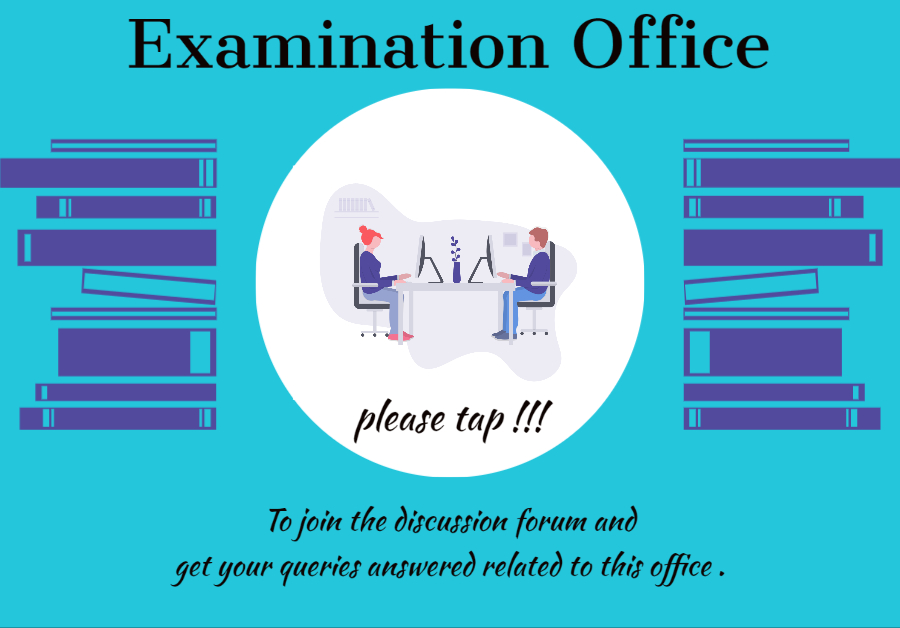 Examination Office
please tap !!!
To join the discussion forum and
get your queries answered related to this office .